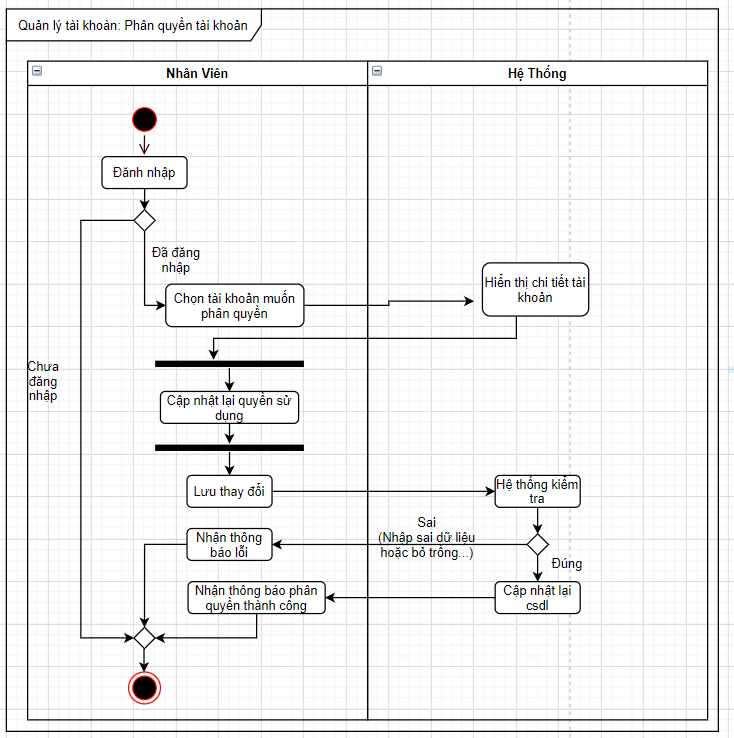 Quản lý tài khoản: Phân quyền tài khoản
Nhân Viên
Hệ Thống
Đănh nhập
Đã đăng
nhập
Chọn tài khoản muốn
phân quyền
Hiển thị chi tiết tài
khoản
Chưa
đăng
nhập
Cập nhật lại quyền sử
dụng
Lưu thay đổi
Hệ thống kiểm
tra
Sai
(Nhập sai dữ liệu
hoặc bỏ trống...)
Nhận thông
báo lỗi
Đúng
Nhận thông báo phân
quyền thành công
Cập nhật lại
csdl